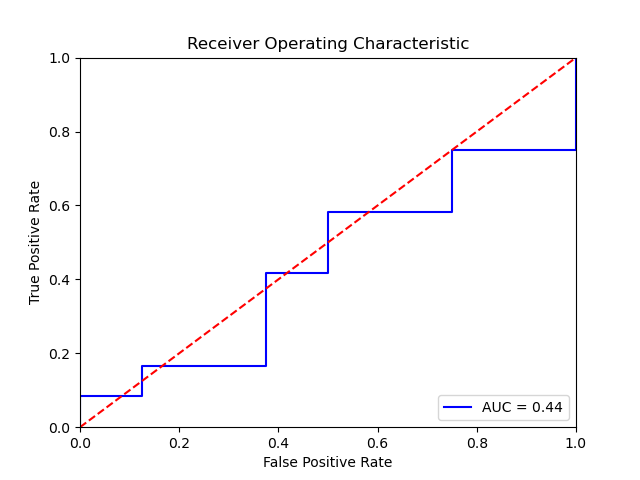 Receiver Operating Characteristic
1.0
0.8
0.6
0.4
0.2
0.0
True Positive Rate
AUC = 0.44
0.0 0.2 0.4 0.6 0.8 1.0
False Positive Rate